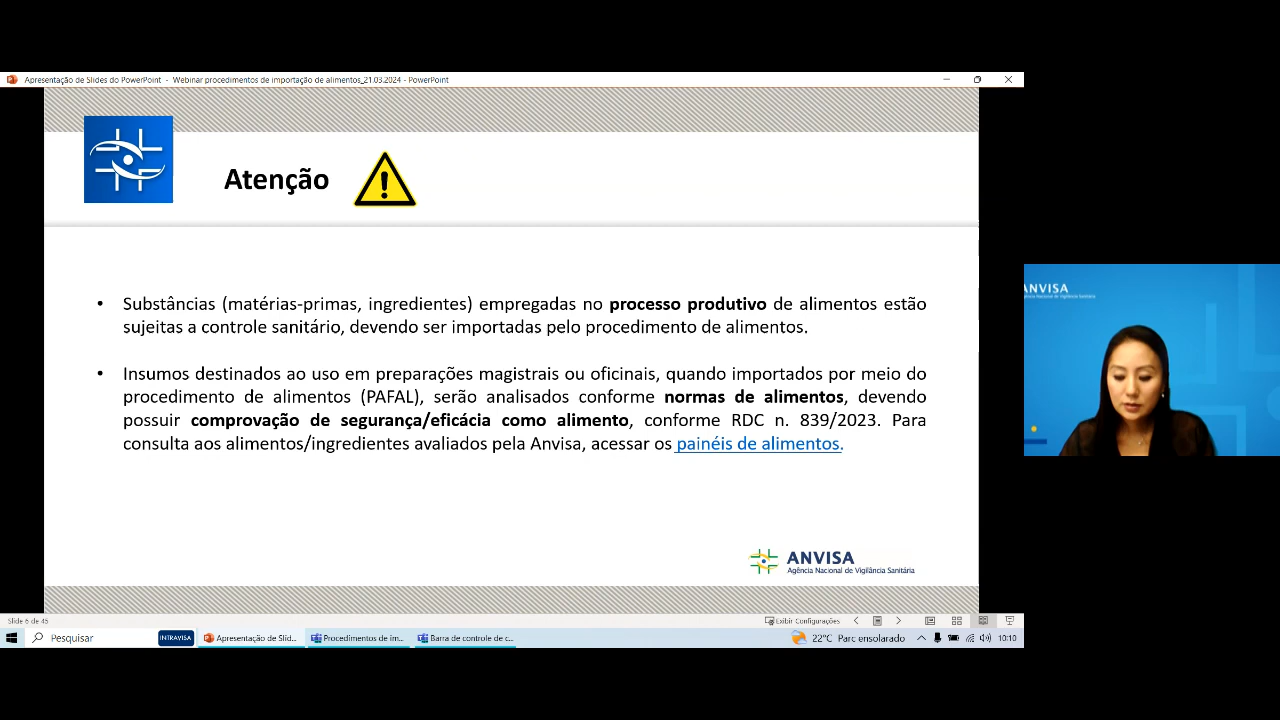 Apresentação de Slides do PowerPoint - Webinar procedimentos de importação de alimentos_21.03.2024 - PowerPoint
Atenção
• Substâncias (matérias-primas, ingredientes) empregadas no processo produtivo de alimentos estão
sujeitas a controle sanitário, devendo ser importadas pelo procedimento de alimentos.
• Insumos destinados ao uso em preparações magistrais ou oficinais, quando importados por meio do
procedimento de alimentos (PAFAL), serão analisados conforme normas de alimentos, devendo
possuir comprovação de segurança/eficácia como alimento, conforme RDC n. 839/2023. Para
consulta aos alimentos/ingredientes avaliados pela Anvisa, acessar os painéis de alimentos.
ANVISA
Agência Nacional de Vigilância Sanitária
ANVISA
Agência Nacional de Vigilância Sanitária
Slide 6 de 45
Exibir Configurações
Pesquisar
INTRAVISA
Apresentação de Slid...
Procedimentos de im...
Barra de controle de c...
22°C Parc ensolarado
10:10